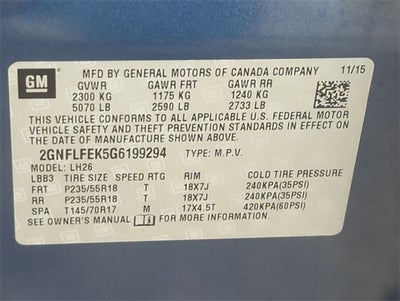 GM
MFD BY GENERAL MOTORS OF CANADA COMPANY 11/15
GVWR GAWR FRT GAWR RR
2300 KG 1175 KG 1240 KG
5070 LB 2590 LB 2733 LB
THIS VEHICLE CONFORMS TO ALL APPLICABLE U.S. FEDERAL MOTOR
VEHICLE SAFETY AND THEFT PREVENTION STANDARDS IN EFFECT ON
THE DATE OF MANUFACTURE SHOWN ABOVE.
2GNFLFEK5G6199294 TYPE: M.P.V.
MODEL: LH26
LBB3 TIRE SIZE SPEED RTG RIM COLD TIRE PRESSURE
FRT P235/55R18 T 18X7J 240KPA(35PSI)
RR P235/55R18 T 18X7J 240KPA(35PSI)
SPA T145/70R17 M 17X4.5T 420KPA(60PSI)
SEE OWNER'S MANUAL FOR MORE INFORMATION.